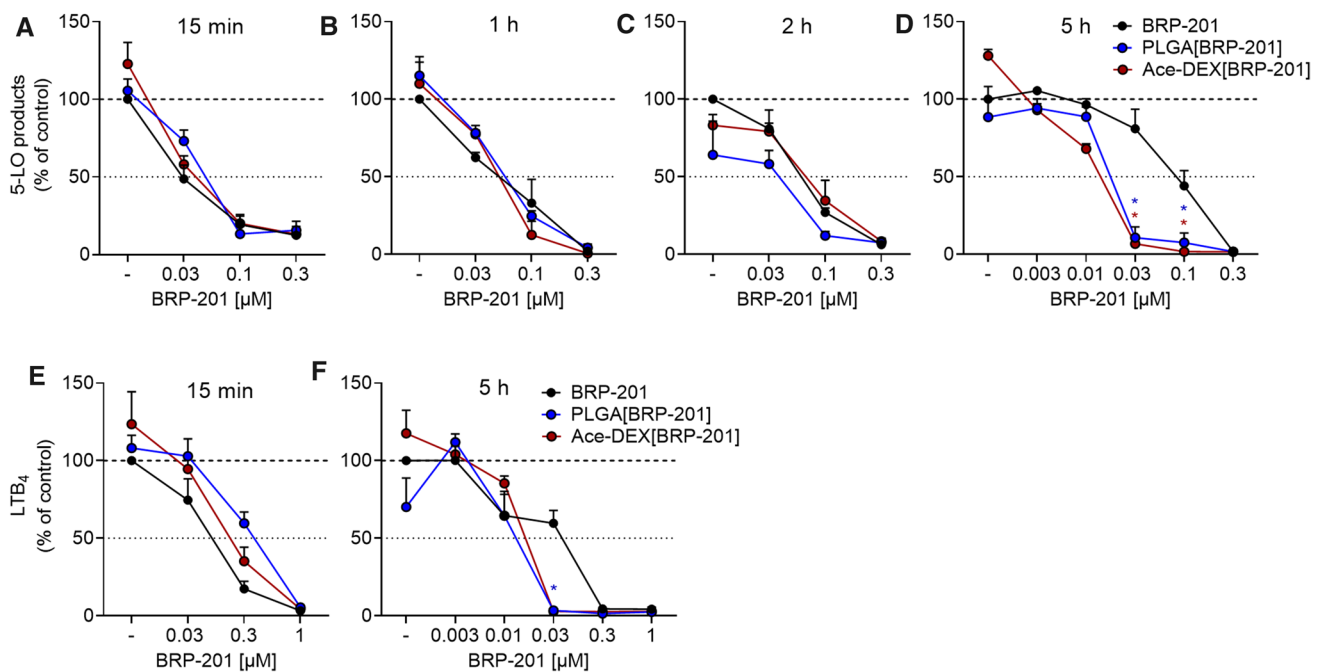 A
15 min
5-LO products
(% of control)
150
100
50
0
- 0.03 0.1 0.3
BRP-201 [µM]
B
1 h
150
100
50
0
- 0.03 0.1 0.3
BRP-201 [µM]
C
2 h
150
100
50
0
- 0.03 0.1 0.3
BRP-201 [µM]
D
5 h
BRP-201
PLGA[BRP-201]
Ace-DEX[BRP-201]
150
100
50
0
* *
* *
- 0.003 0.01 0.03 0.1 0.3
BRP-201 [µM]
E
15 min
LTB4
(% of control)
150
100
50
0
- 0.03 0.3 1
BRP-201 [µM]
F
5 h
BRP-201
PLGA[BRP-201]
Ace-DEX[BRP-201]
150
100
50
0
*
- 0.003 0.01 0.03 0.3 1
BRP-201 [µM]